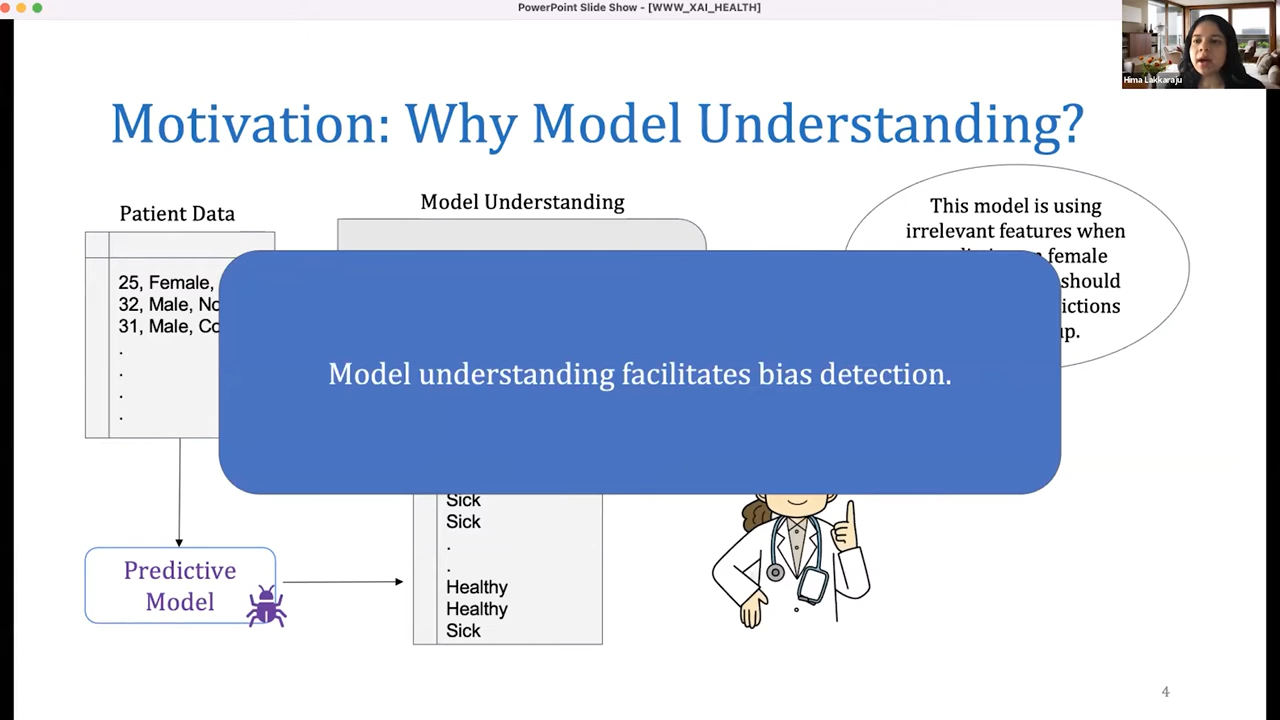 PowerPoint Slide Show - [WWW_XAI_HEALTH]
Hima Lakkaraju
Motivation: Why Model Understanding?
Patient Data
Model Understanding
This model is using
irrelevant features when
female
25, Female,
32, Male, No
31, Male, Co
.
.
.
.
should
ictions
up.
Model understanding facilitates bias detection.
Sick
Sick
.
.
Healthy
Healthy
Sick
Predictive
Model
4